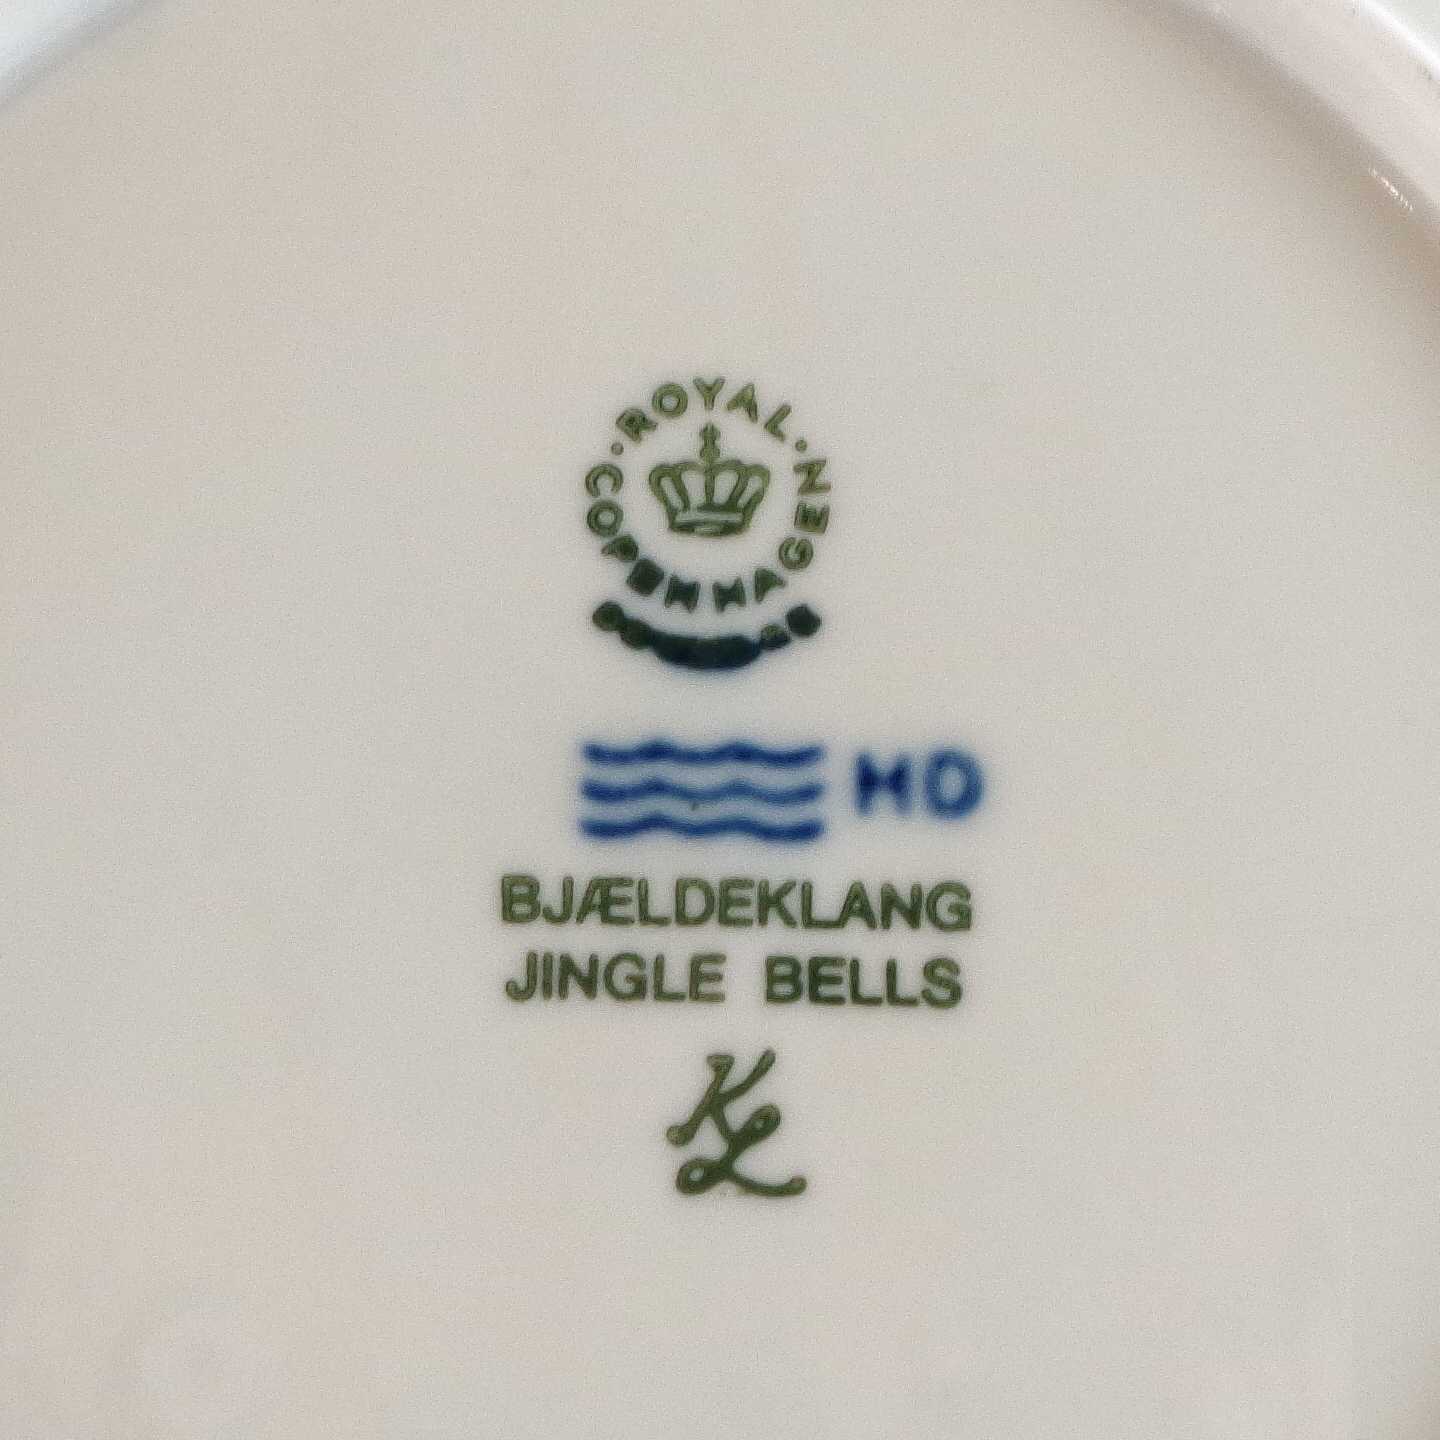 ROYAL
COPENHAGEN
HD
BJÆLDEKLANG
JINGLE BELLS
KL